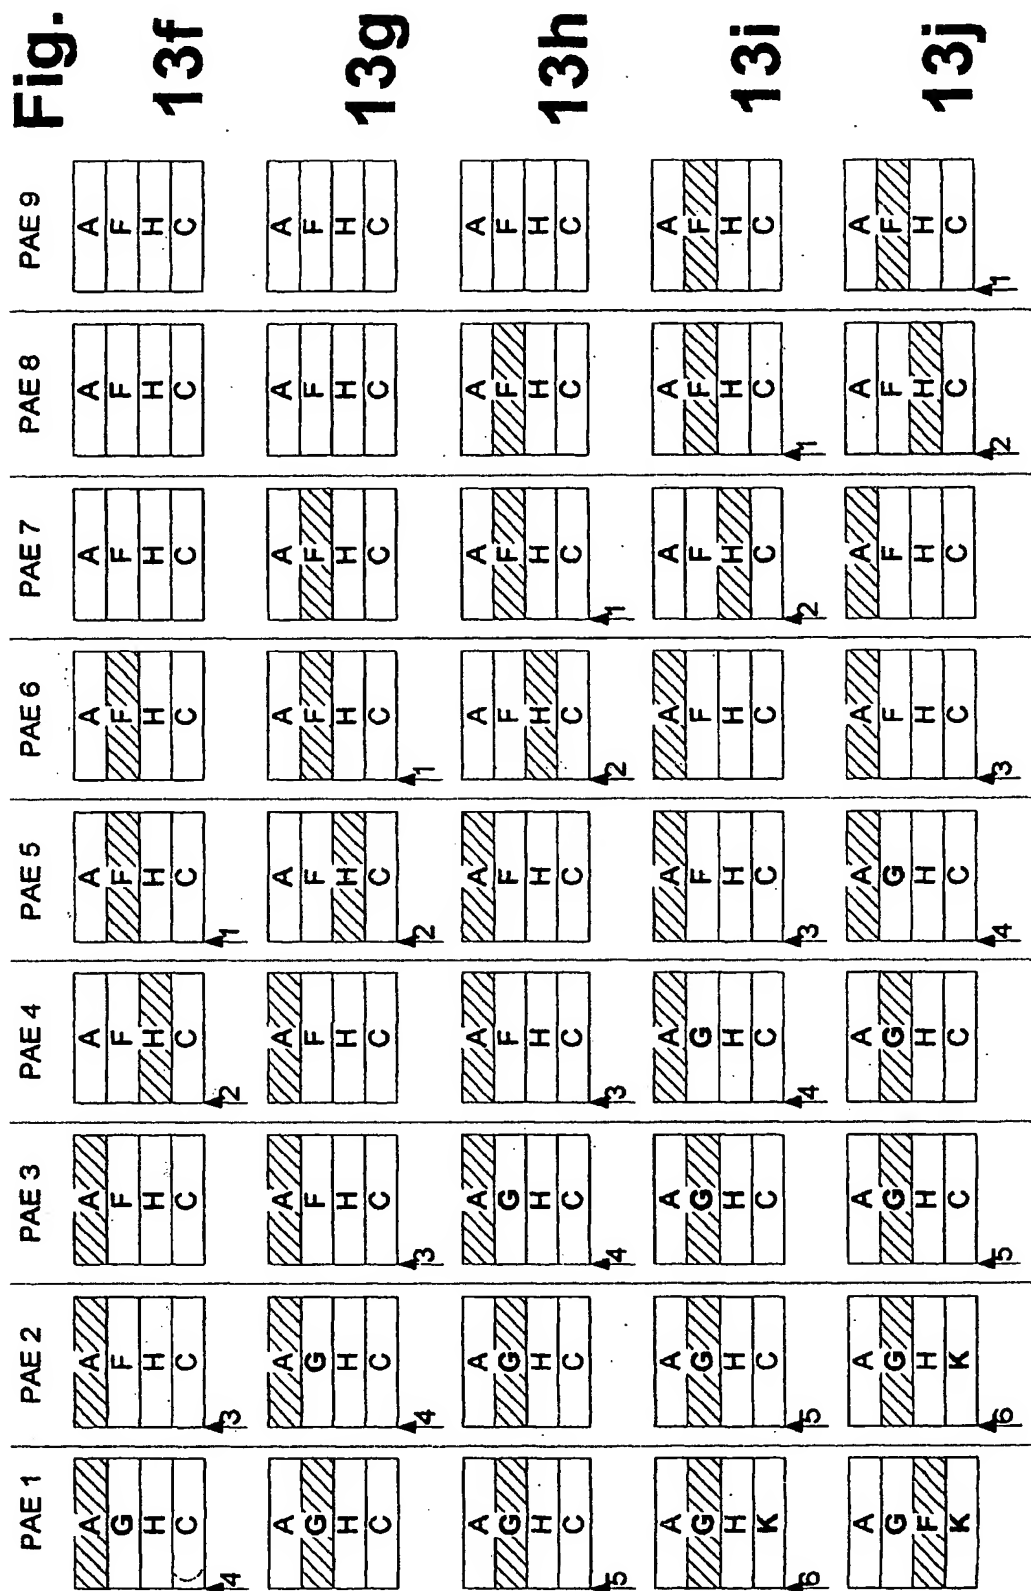 PAE 1 PAE 2 PAE 3 PAE 4 PAE 5 PAE 6 PAE 7 PAE 8 PAE 9 Fig.
A A A A A A A A A
G F F F F F F F F
H H H H H H H H H 13f
C C C C C C C C C
4 3 2 1
A A A A A A A A A
G G F F F F F F F
H H H H H H H H H 13g
C C C C C C C C C
4 3 2 1
A A A A A A A A A
G G G F F F F F F
H H H H H H H H H 13h
C C C C C C C C C
5 4 3 2 1
A A A A A A A A A
G G G G F F F F F
H H H H H H H H H 13i
K C C C C C C C C
6 5 4 3 2 1
A A A A A A A A A
G G G G G F F F F
F H H H H H H H H 13j
K K C C C C C C C
6 5 4 3 2 1